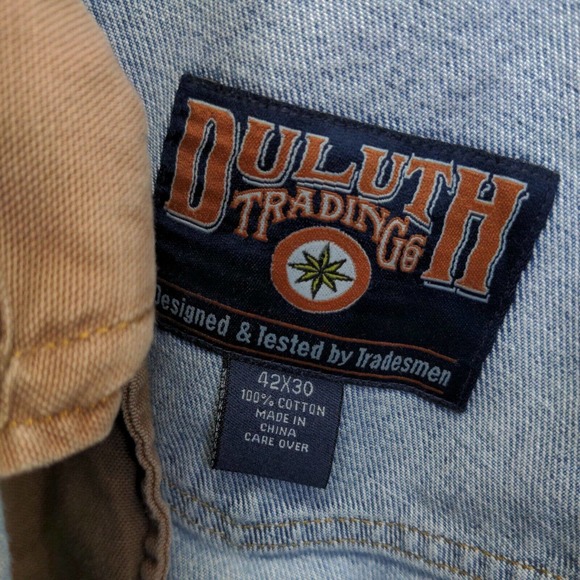 DULUTH
TRADING Co
Designed & Tested by Tradesmen
42X30
100% COTTON
MADE IN
CHINA
CARE OVER